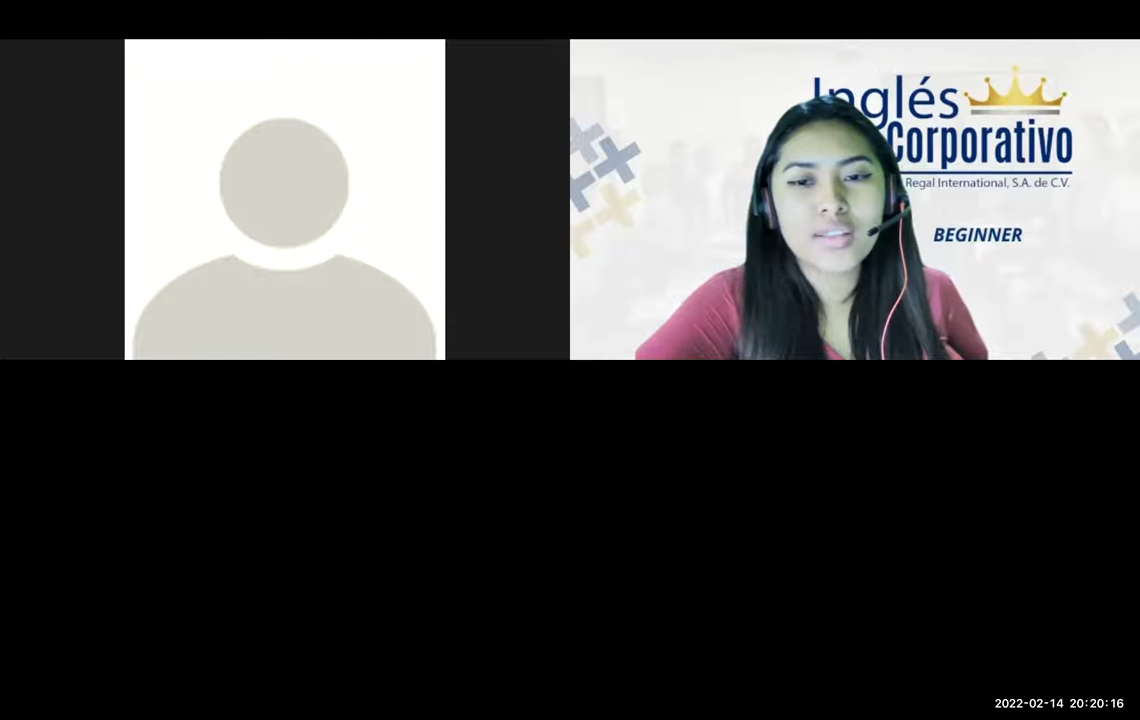 Inglés
Corporativo
Regal International, S.A. de C.V.
BEGINNER
2022-02-14 20:20:16